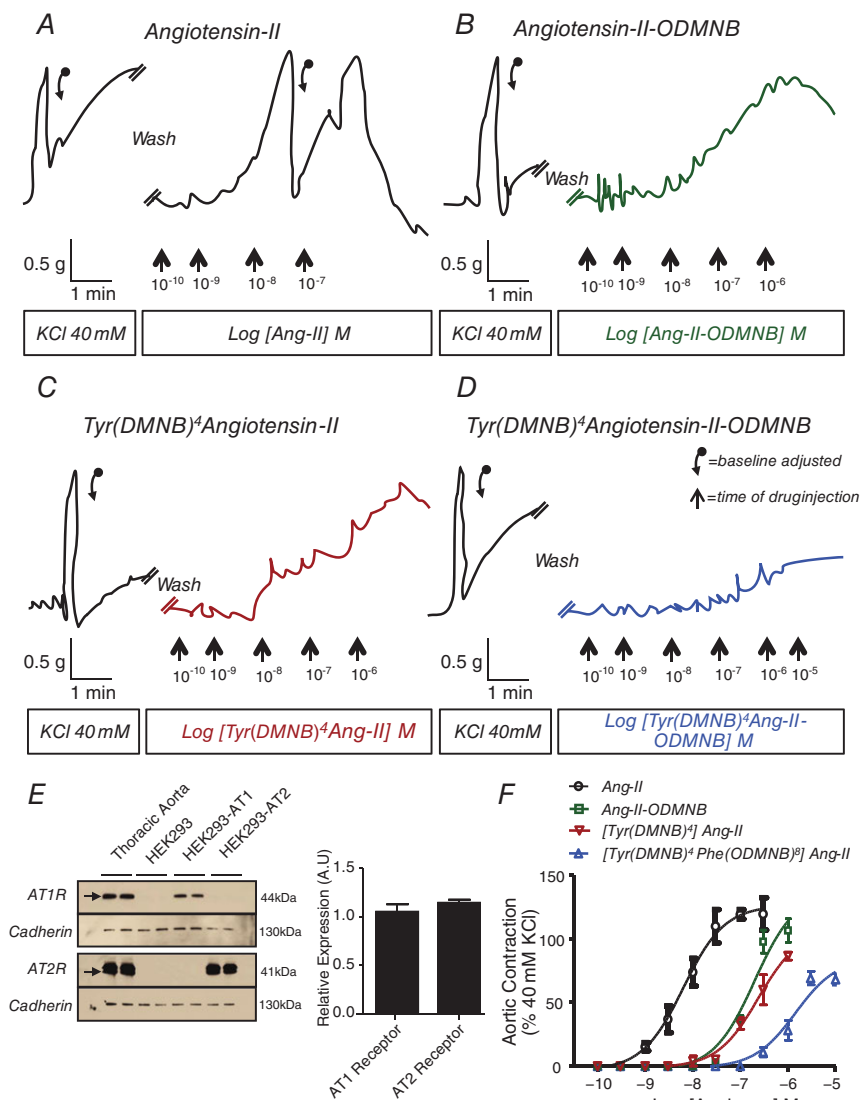 A
Angiotensin-II
Wash
0.5 g
1 min
10⁻¹⁰ 10⁻⁹ 10⁻⁸ 10⁻⁷
KCl 40 mM
Log [Ang-II] M
B
Angiotensin-II-ODMNB
Wash
0.5 g
1 min
10⁻¹⁰ 10⁻⁹ 10⁻⁸ 10⁻⁷ 10⁻⁶
KCl 40 mM
Log [Ang-II-ODMNB] M
C
Tyr(DMNB)⁴Angiotensin-II
Wash
0.5 g
1 min
10⁻¹⁰ 10⁻⁹ 10⁻⁸ 10⁻⁷ 10⁻⁶
KCl 40 mM
Log [Tyr(DMNB)⁴Ang-II] M
D
Tyr(DMNB)⁴Angiotensin-II-ODMNB
=baseline adjusted
=time of druginjection
Wash
0.5 g
1 min
10⁻¹⁰ 10⁻⁹ 10⁻⁸ 10⁻⁷ 10⁻⁶ 10⁻⁵
KCl 40mM
Log [Tyr(DMNB)⁴Ang-II-
ODMNB] M
E
Thoracic Aorta
HEK293
HEK293-AT1
HEK293-AT2
AT1R
44kDa
Cadherin
130kDa
AT2R
41kDa
Cadherin
130kDa
Relative Expression (A.U)
1.5
1.0
0.5
0.0
AT1 Receptor
AT2 Receptor
F
Ang-II
Ang-II-ODMNB
[Tyr(DMNB)⁴] Ang-II
[Tyr(DMNB)⁴ Phe(ODMNB)⁸] Ang-II
Aortic Contraction
(% 40 mM KCl)
150
100
50
0
−10 −9 −8 −7 −6 −5